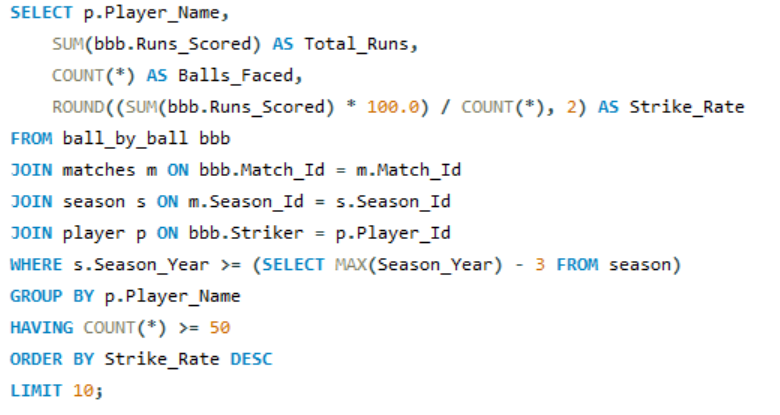 SELECT p.Player_Name,
    SUM(bbb.Runs_Scored) AS Total_Runs,
    COUNT(*) AS Balls_Faced,
    ROUND((SUM(bbb.Runs_Scored) * 100.0) / COUNT(*), 2) AS Strike_Rate
FROM ball_by_ball bbb
JOIN matches m ON bbb.Match_Id = m.Match_Id
JOIN season s ON m.Season_Id = s.Season_Id
JOIN player p ON bbb.Striker = p.Player_Id
WHERE s.Season_Year >= (SELECT MAX(Season_Year) - 3 FROM season)
GROUP BY p.Player_Name
HAVING COUNT(*) >= 50
ORDER BY Strike_Rate DESC
LIMIT 10;